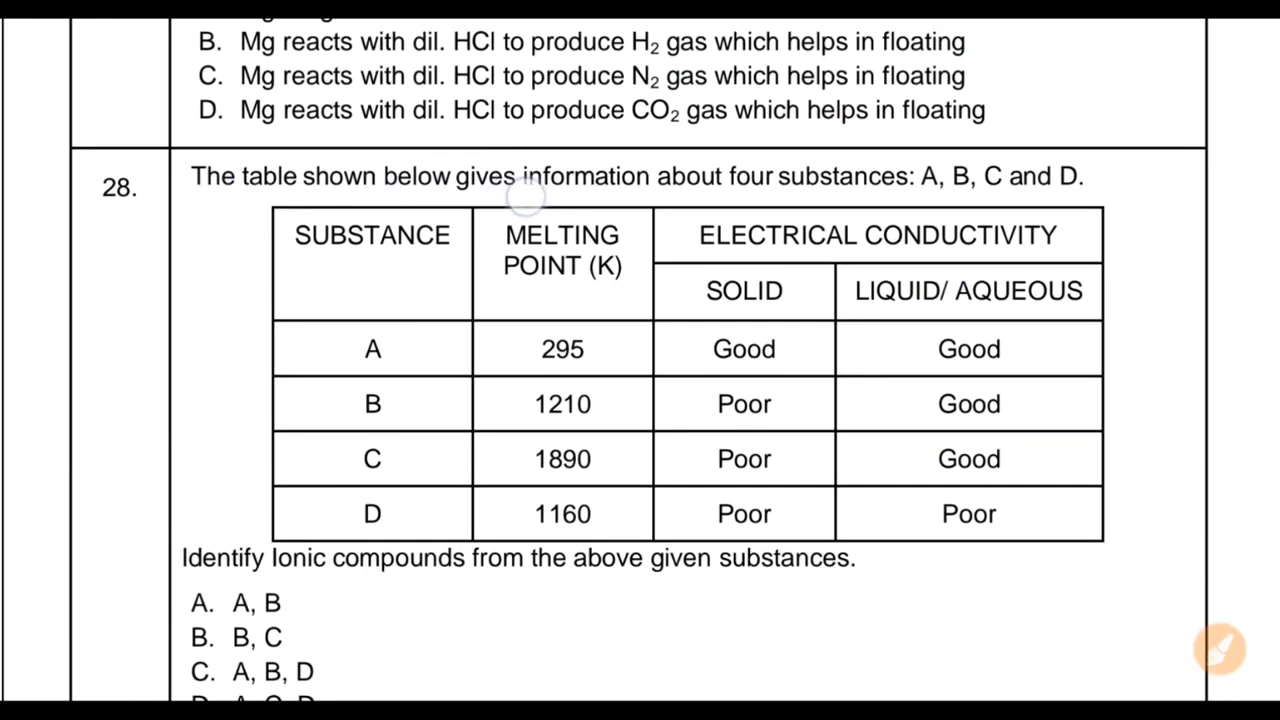 B. Mg reacts with dil. HCl to produce H₂ gas which helps in floating
C. Mg reacts with dil. HCl to produce N₂ gas which helps in floating
D. Mg reacts with dil. HCl to produce CO₂ gas which helps in floating
28.
The table shown below gives information about four substances: A, B, C and D.
SUBSTANCE MELTING POINT (K) ELECTRICAL CONDUCTIVITY
SOLID LIQUID/ AQUEOUS
A 295 Good Good
B 1210 Poor Good
C 1890 Poor Good
D 1160 Poor Poor
Identify Ionic compounds from the above given substances.
A. A, B
B. B, C
C. A, B, D